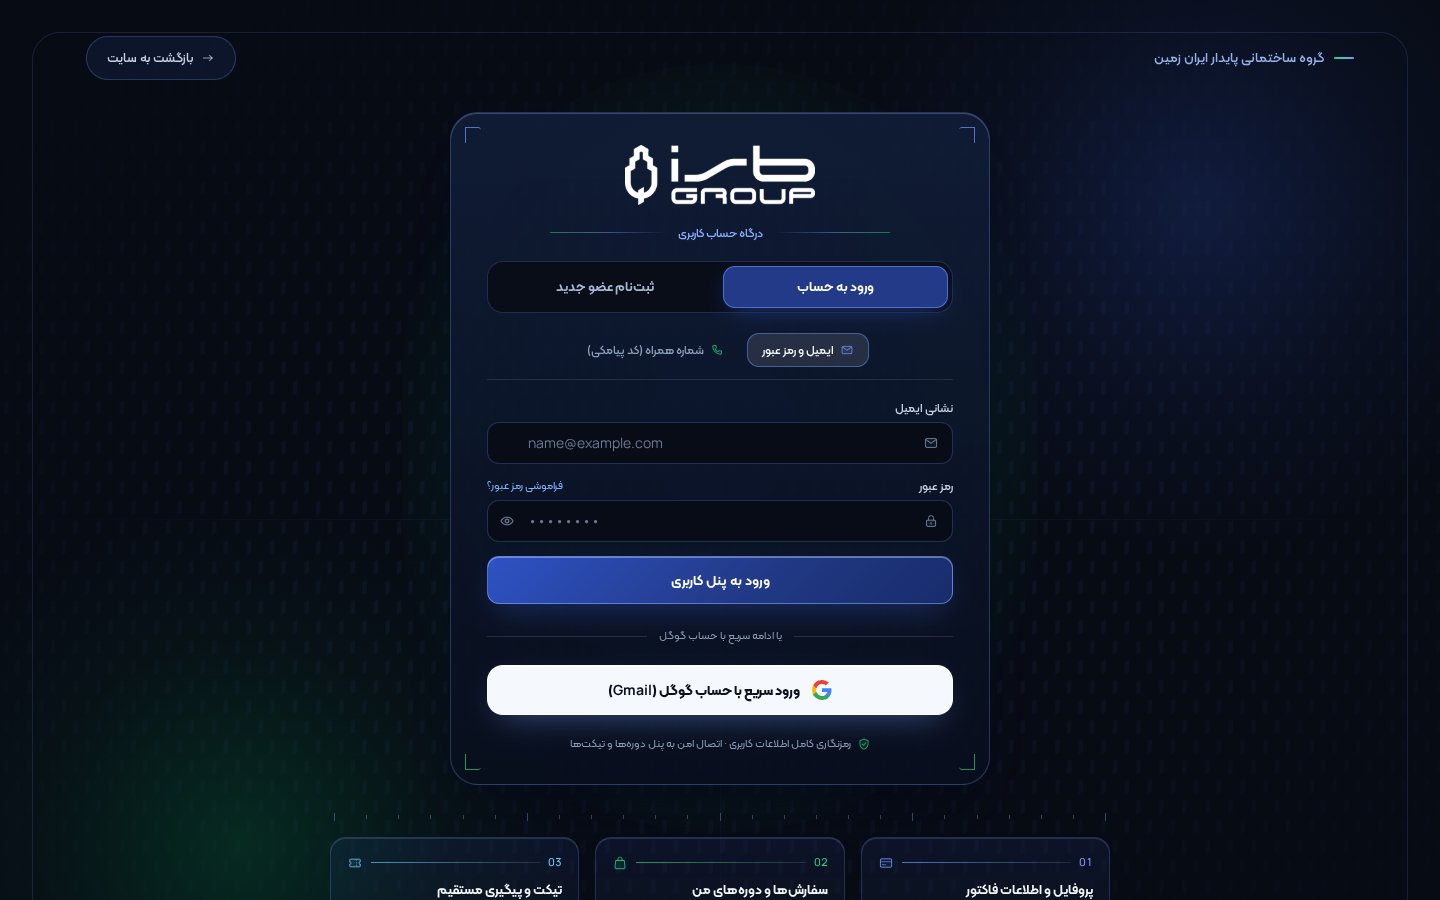 گروه ساختمانی پایدار ایران زمین
بازگشت به سایت
isb
GROUP
درگاه حساب کاربری
ورود به حساب
ثبت‌نام عضو جدید
ایمیل و رمز عبور
شماره همراه (کد پیامکی)
نشانی ایمیل
name@example.com
رمز عبور
فراموشی رمز عبور؟
ورود به پنل کاربری
یا ادامه سریع با حساب گوگل
ورود سریع با حساب گوگل (Gmail)
رمزنگاری کامل اطلاعات کاربری · اتصال امن به پنل دوره‌ها و تیکت‌ها
01
پروفایل و اطلاعات فاکتور
02
سفارش‌ها و دوره‌های من
03
تیکت و پیگیری مستقیم